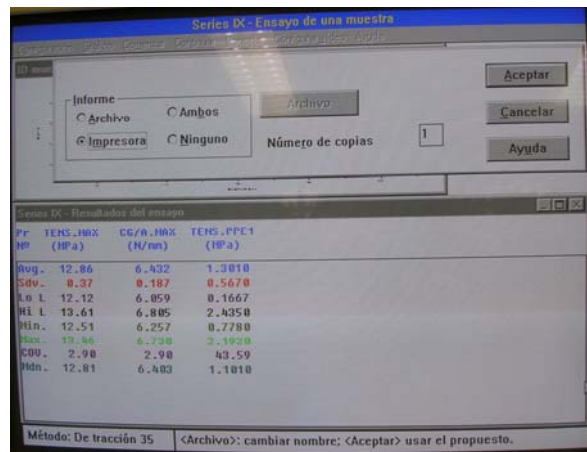 Series IX - Ensayo de una muestra
Informe
Archivo
Ambos
Impresora
Ninguno
Archivo
Número de copias
1
Aceptar
Cancelar
Ayuda
Series IX - Resultados del ensayo
Pr TENS.MAX CG/A.MAX TENS.PPC1
Nº (MPa) (N/mm) (MPa)
Avg. 12.86 6.432 1.3010
Sdv. 0.37 0.187 0.5670
Lo L 12.12 6.059 0.1667
Hi L 13.61 6.805 2.4350
Min. 12.51 6.257 0.7780
Max. 13.46 6.730 2.1920
COV. 2.90 2.90 43.59
Mdn. 12.81 6.403 1.1010
Método: De tracción 35
<Archivo>: cambiar nombre; <Aceptar> usar el propuesto.